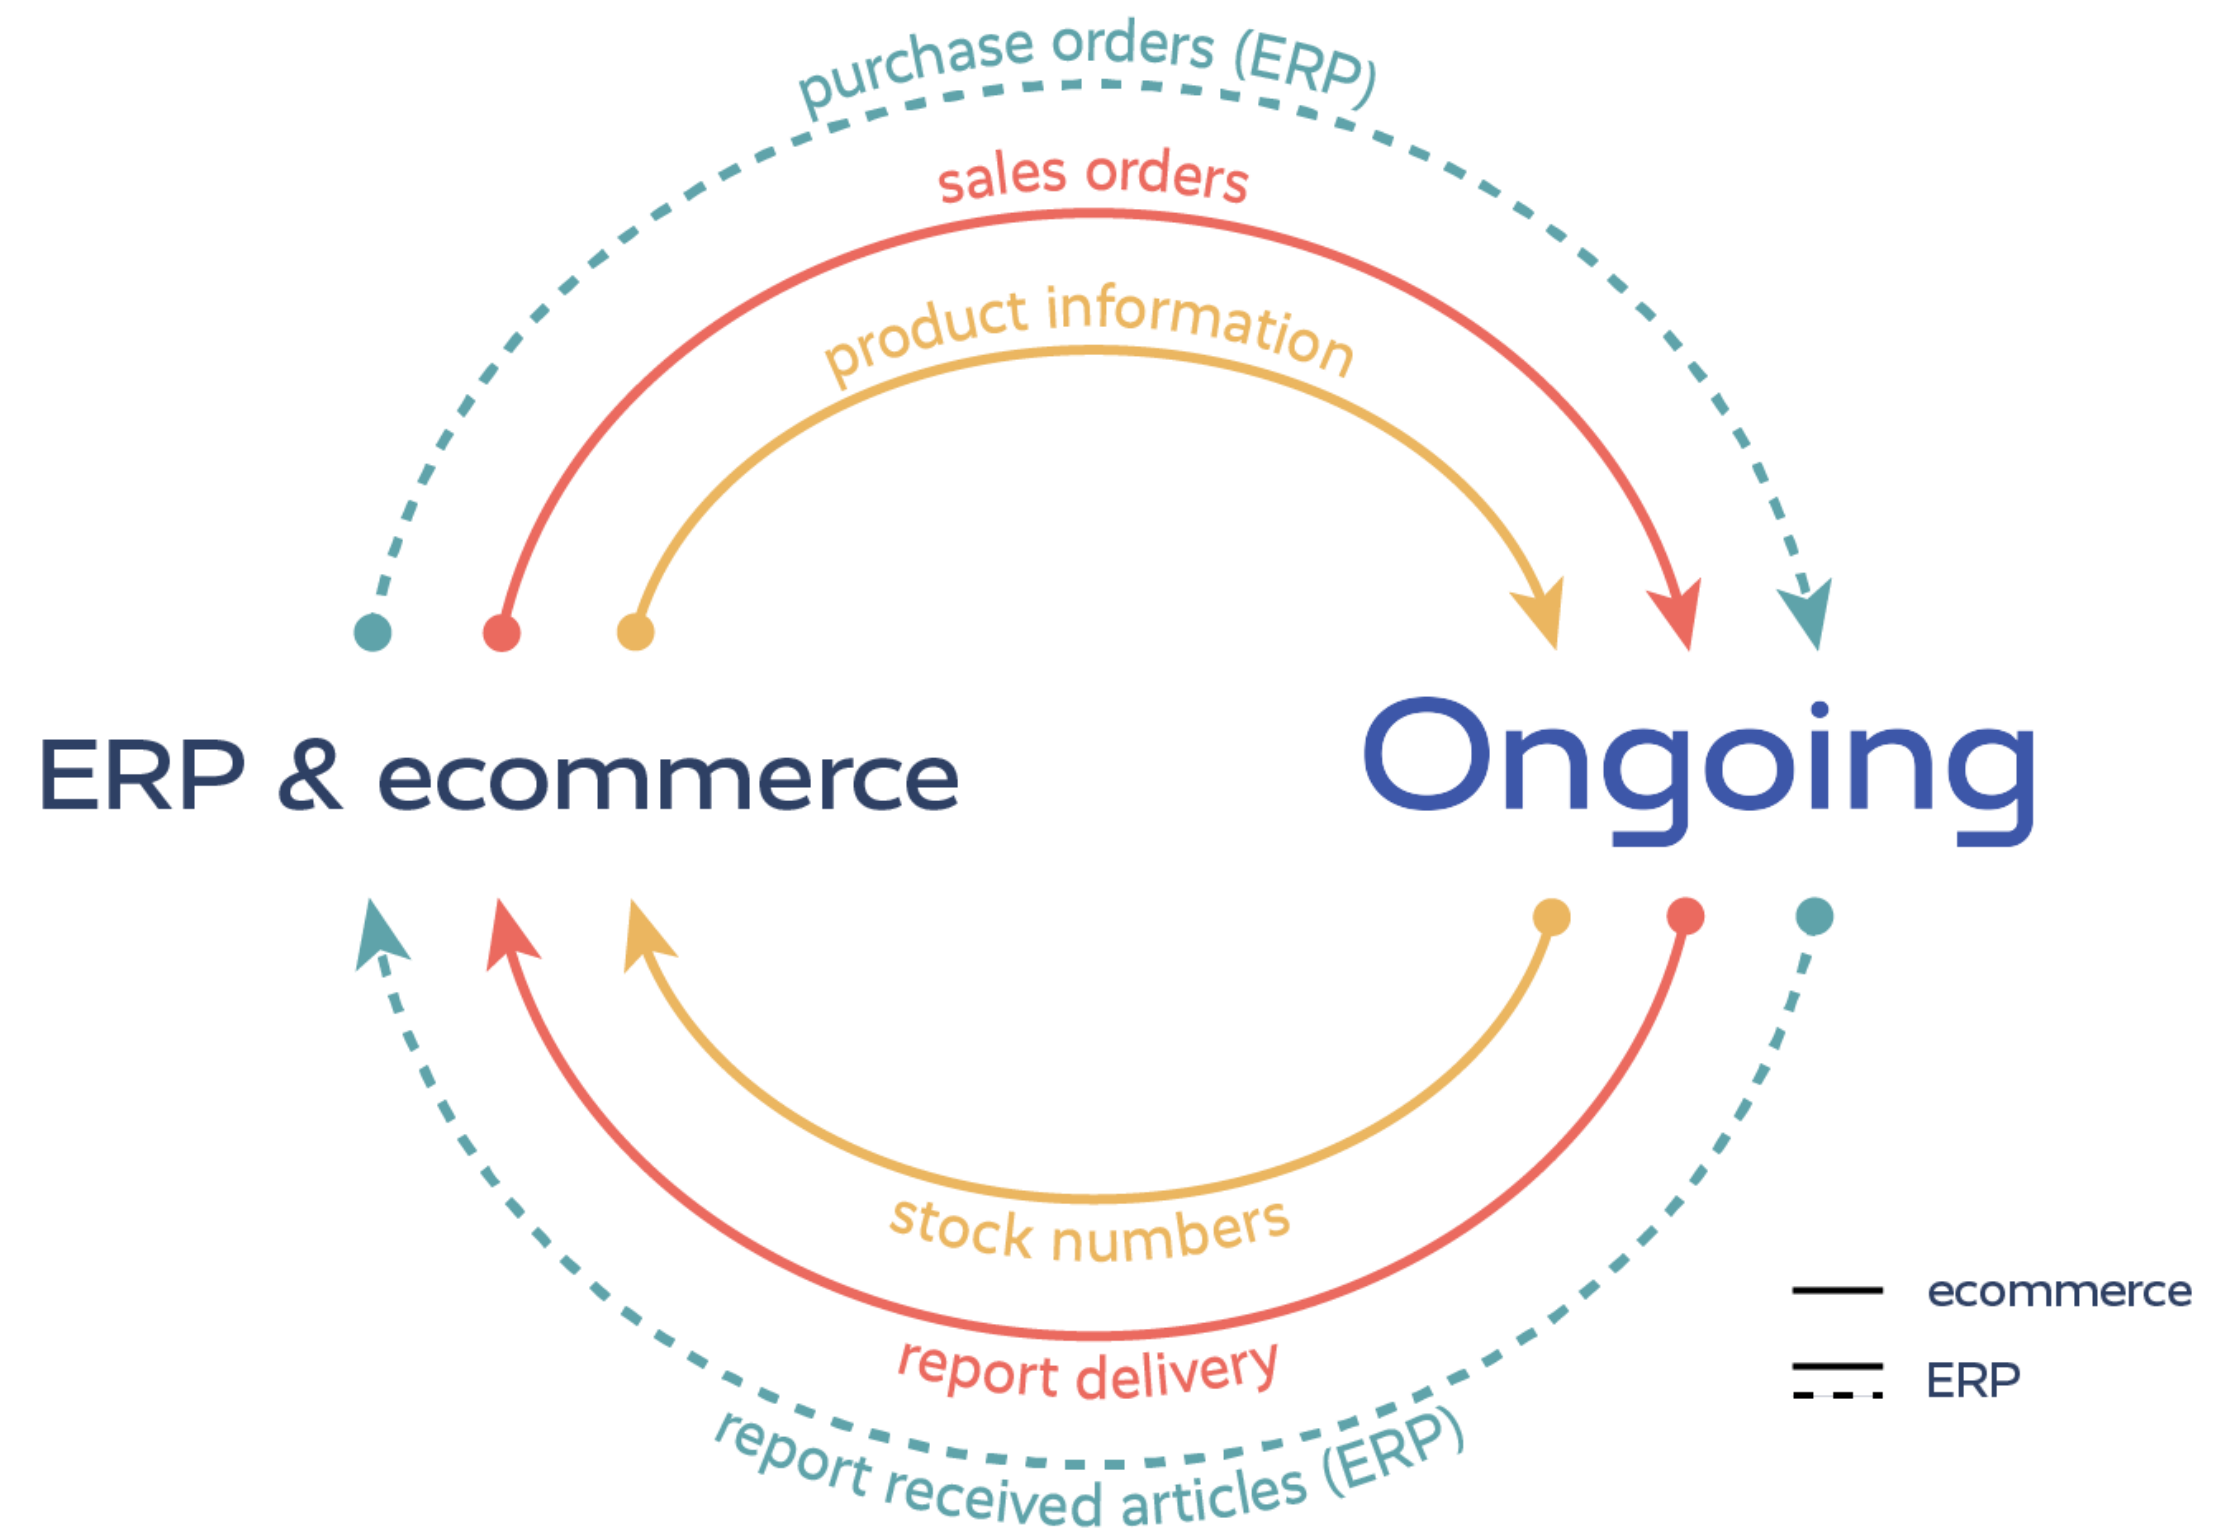 purchase orders (ERP)
sales orders
product information
ERP & ecommerce
Ongoing
stock numbers
report delivery
report received articles (ERP)
ecommerce
ERP